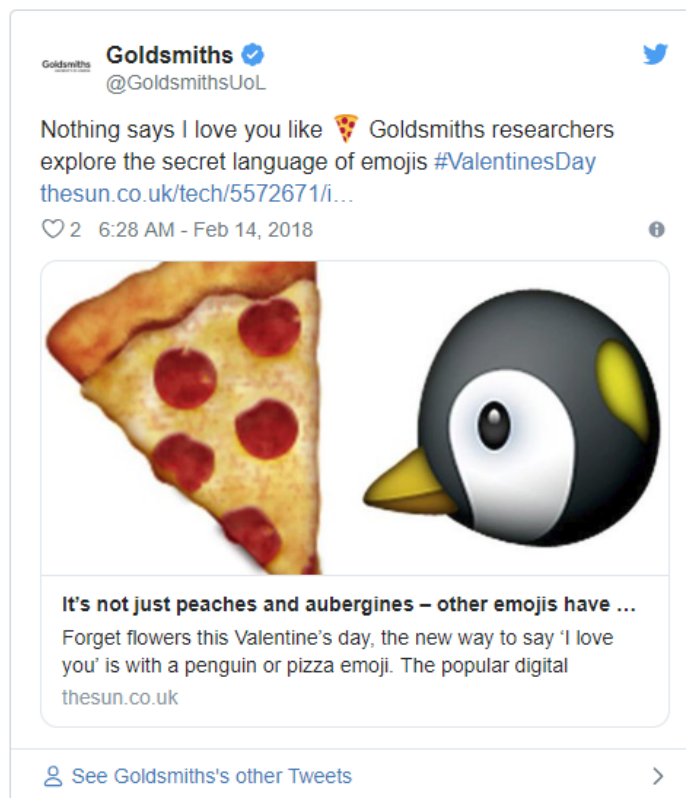 Goldsmiths
Goldsmiths
@GoldsmithsUoL
Nothing says I love you like 🍕 Goldsmiths researchers
explore the secret language of emojis #ValentinesDay
thesun.co.uk/tech/5572671/i…
2 6:28 AM - Feb 14, 2018
It's not just peaches and aubergines – other emojis have …
Forget flowers this Valentine's day, the new way to say 'I love
you' is with a penguin or pizza emoji. The popular digital
thesun.co.uk
See Goldsmiths's other Tweets